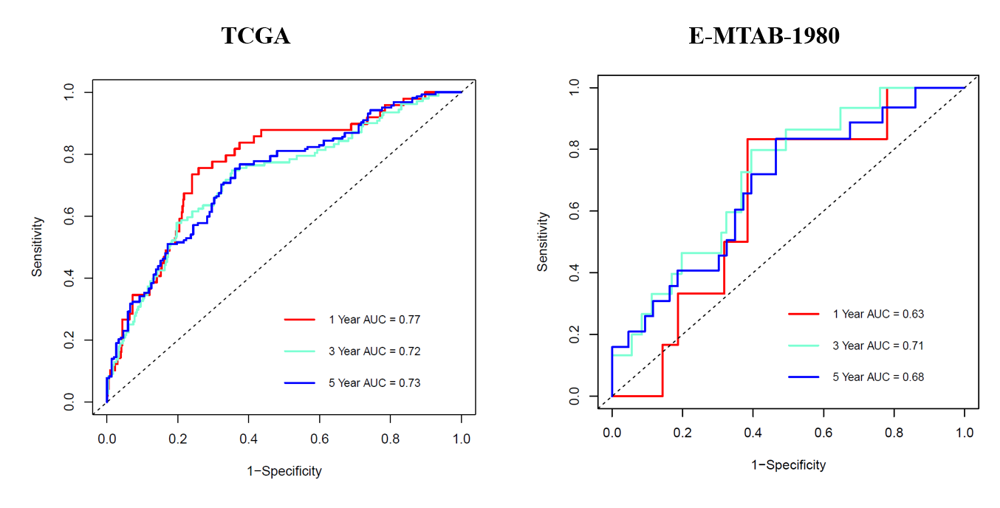 TCGA
1.0
0.8
0.6
0.4
0.2
0.0
Sensitivity
1 Year AUC = 0.77
3 Year AUC = 0.72
5 Year AUC = 0.73
0.0 0.2 0.4 0.6 0.8 1.0
1−Specificity
E-MTAB-1980
1.0
0.8
0.6
0.4
0.2
0.0
Sensitivity
1 Year AUC = 0.63
3 Year AUC = 0.71
5 Year AUC = 0.68
0.0 0.2 0.4 0.6 0.8 1.0
1−Specificity